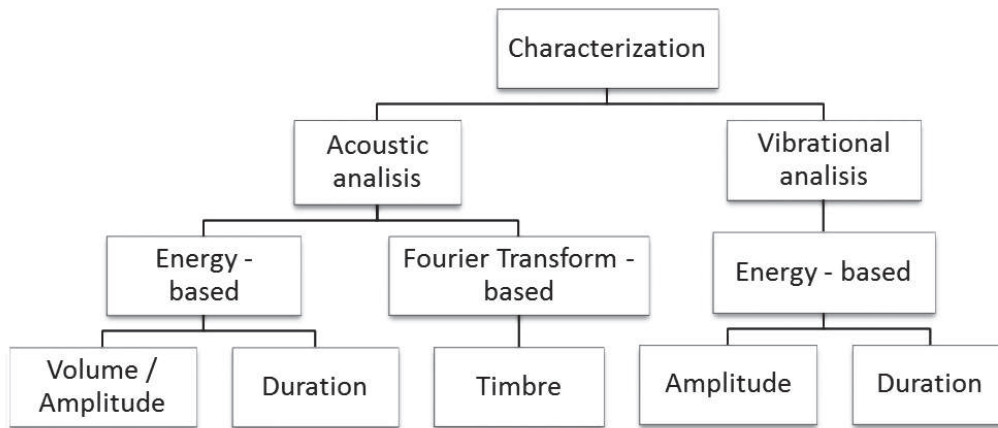 Characterization
Acoustic
analisis
Vibrational
analisis
Energy -
based
Fourier Transform -
based
Energy - based
Volume /
Amplitude
Duration
Timbre
Amplitude
Duration